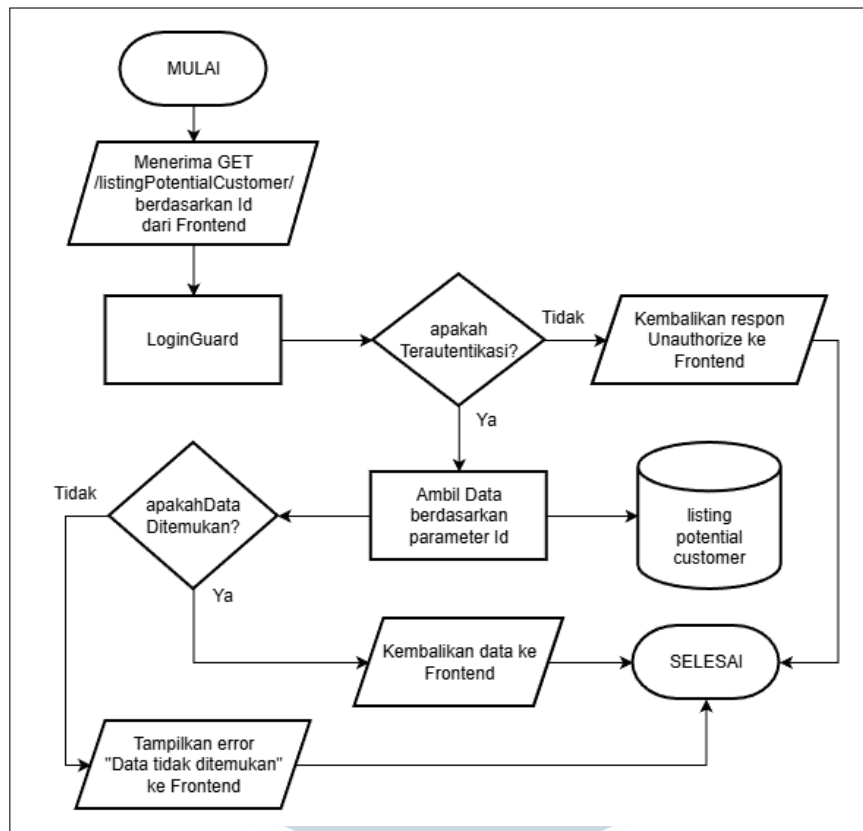 MULAI
Menerima GET
/listingPotentialCustomer/
berdasarkan Id
dari Frontend
LoginGuard
apakah
Terautentikasi?
Tidak
Kembalikan respon
Unauthorize ke
Frontend
Ya
Tidak
apakahData
Ditemukan?
Ambil Data
berdasarkan
parameter Id
listing
potential
customer
Ya
Kembalikan data ke
Frontend
SELESAI
Tampilkan error
"Data tidak ditemukan"
ke Frontend